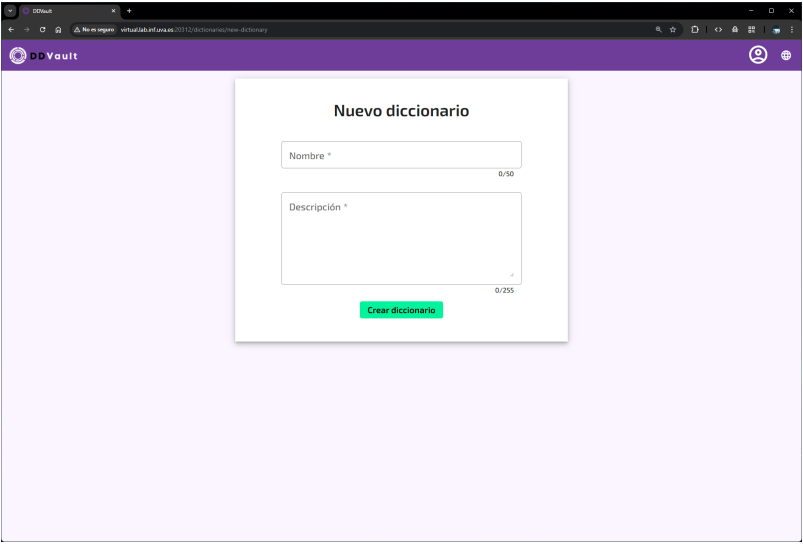 DDVault
No es seguro virtual.lab.inf.uva.es:20312/dictionaries/new-dictionary
DDVault
Nuevo diccionario
Nombre *
0/50
Descripción *
0/255
Crear diccionario